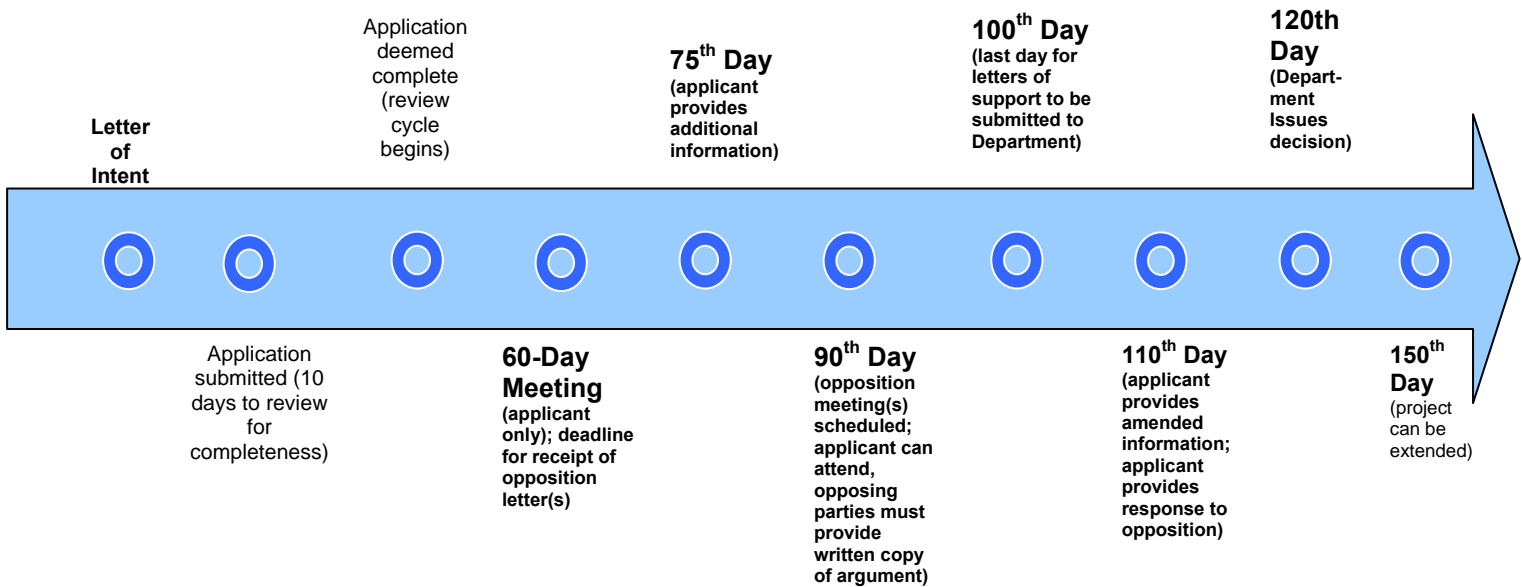 Letter
of
Intent
Application
submitted (10
days to review
for
completeness)
Application
deemed
complete
(review
cycle
begins)
60-Day
Meeting
(applicant
only); deadline
for receipt of
opposition
letter(s)
75th Day
(applicant
provides
additional
information)
90th Day
(opposition
meeting(s)
scheduled;
applicant can
attend,
opposing
parties must
provide
written copy
of argument)
100th Day
(last day for
letters of
support to be
submitted to
Department)
110th Day
(applicant
provides
amended
information;
applicant
provides
response to
opposition)
120th
Day
(Depart-
ment
Issues
decision)
150th
Day
(project
can be
extended)